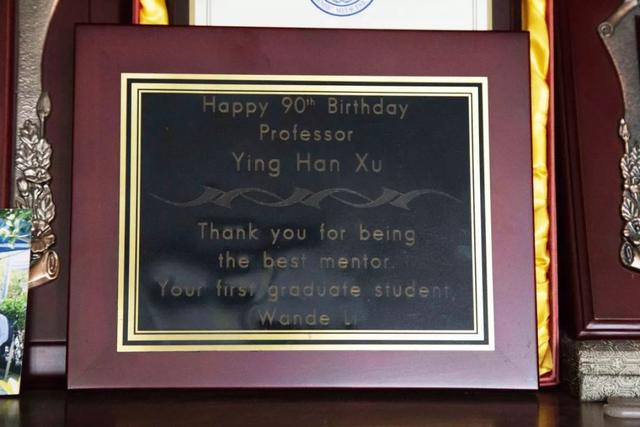 Happy 90th Birthday
Professor
Ying Han Xu
Thank you for being
the best mentor.
Your first graduate student,
Wande Li